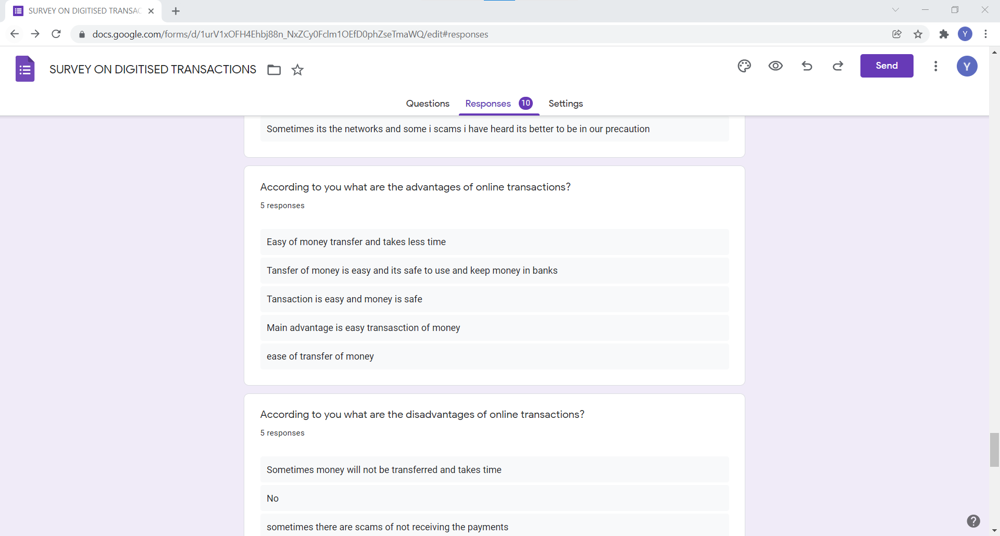 SURVEY ON DIGITISED TRANSAC
docs.google.com/forms/d/1urV1xOFH4Ehbj88n_NxZCy0Fclm1OEfD0phZseTmaWQ/edit#responses
Y
SURVEY ON DIGITISED TRANSACTIONS
Send
Y
Questions Responses 10 Settings
Sometimes its the networks and some i scams i have heard its better to be in our precaution
According to you what are the advantages of online transactions?
5 responses
Easy of money transfer and takes less time
Tansfer of money is easy and its safe to use and keep money in banks
Tansaction is easy and money is safe
Main advantage is easy transasction of money
ease of transfer of money
According to you what are the disadvantages of online transactions?
5 responses
Sometimes money will not be transferred and takes time
No
sometimes there are scams of not receiving the payments